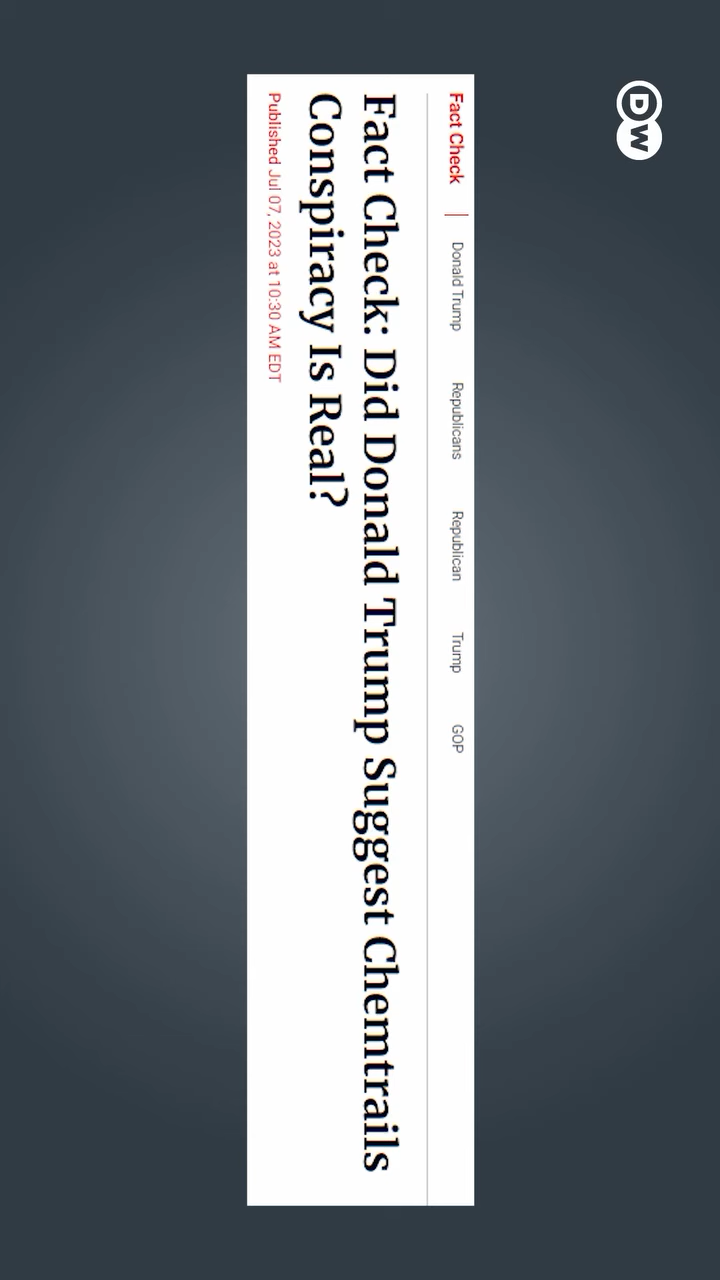 DW
Fact Check | Donald Trump Republicans Republican Trump GOP
Fact Check: Did Donald Trump Suggest Chemtrails
Conspiracy Is Real?
Published Jul 07, 2023 at 10:30 AM EDT